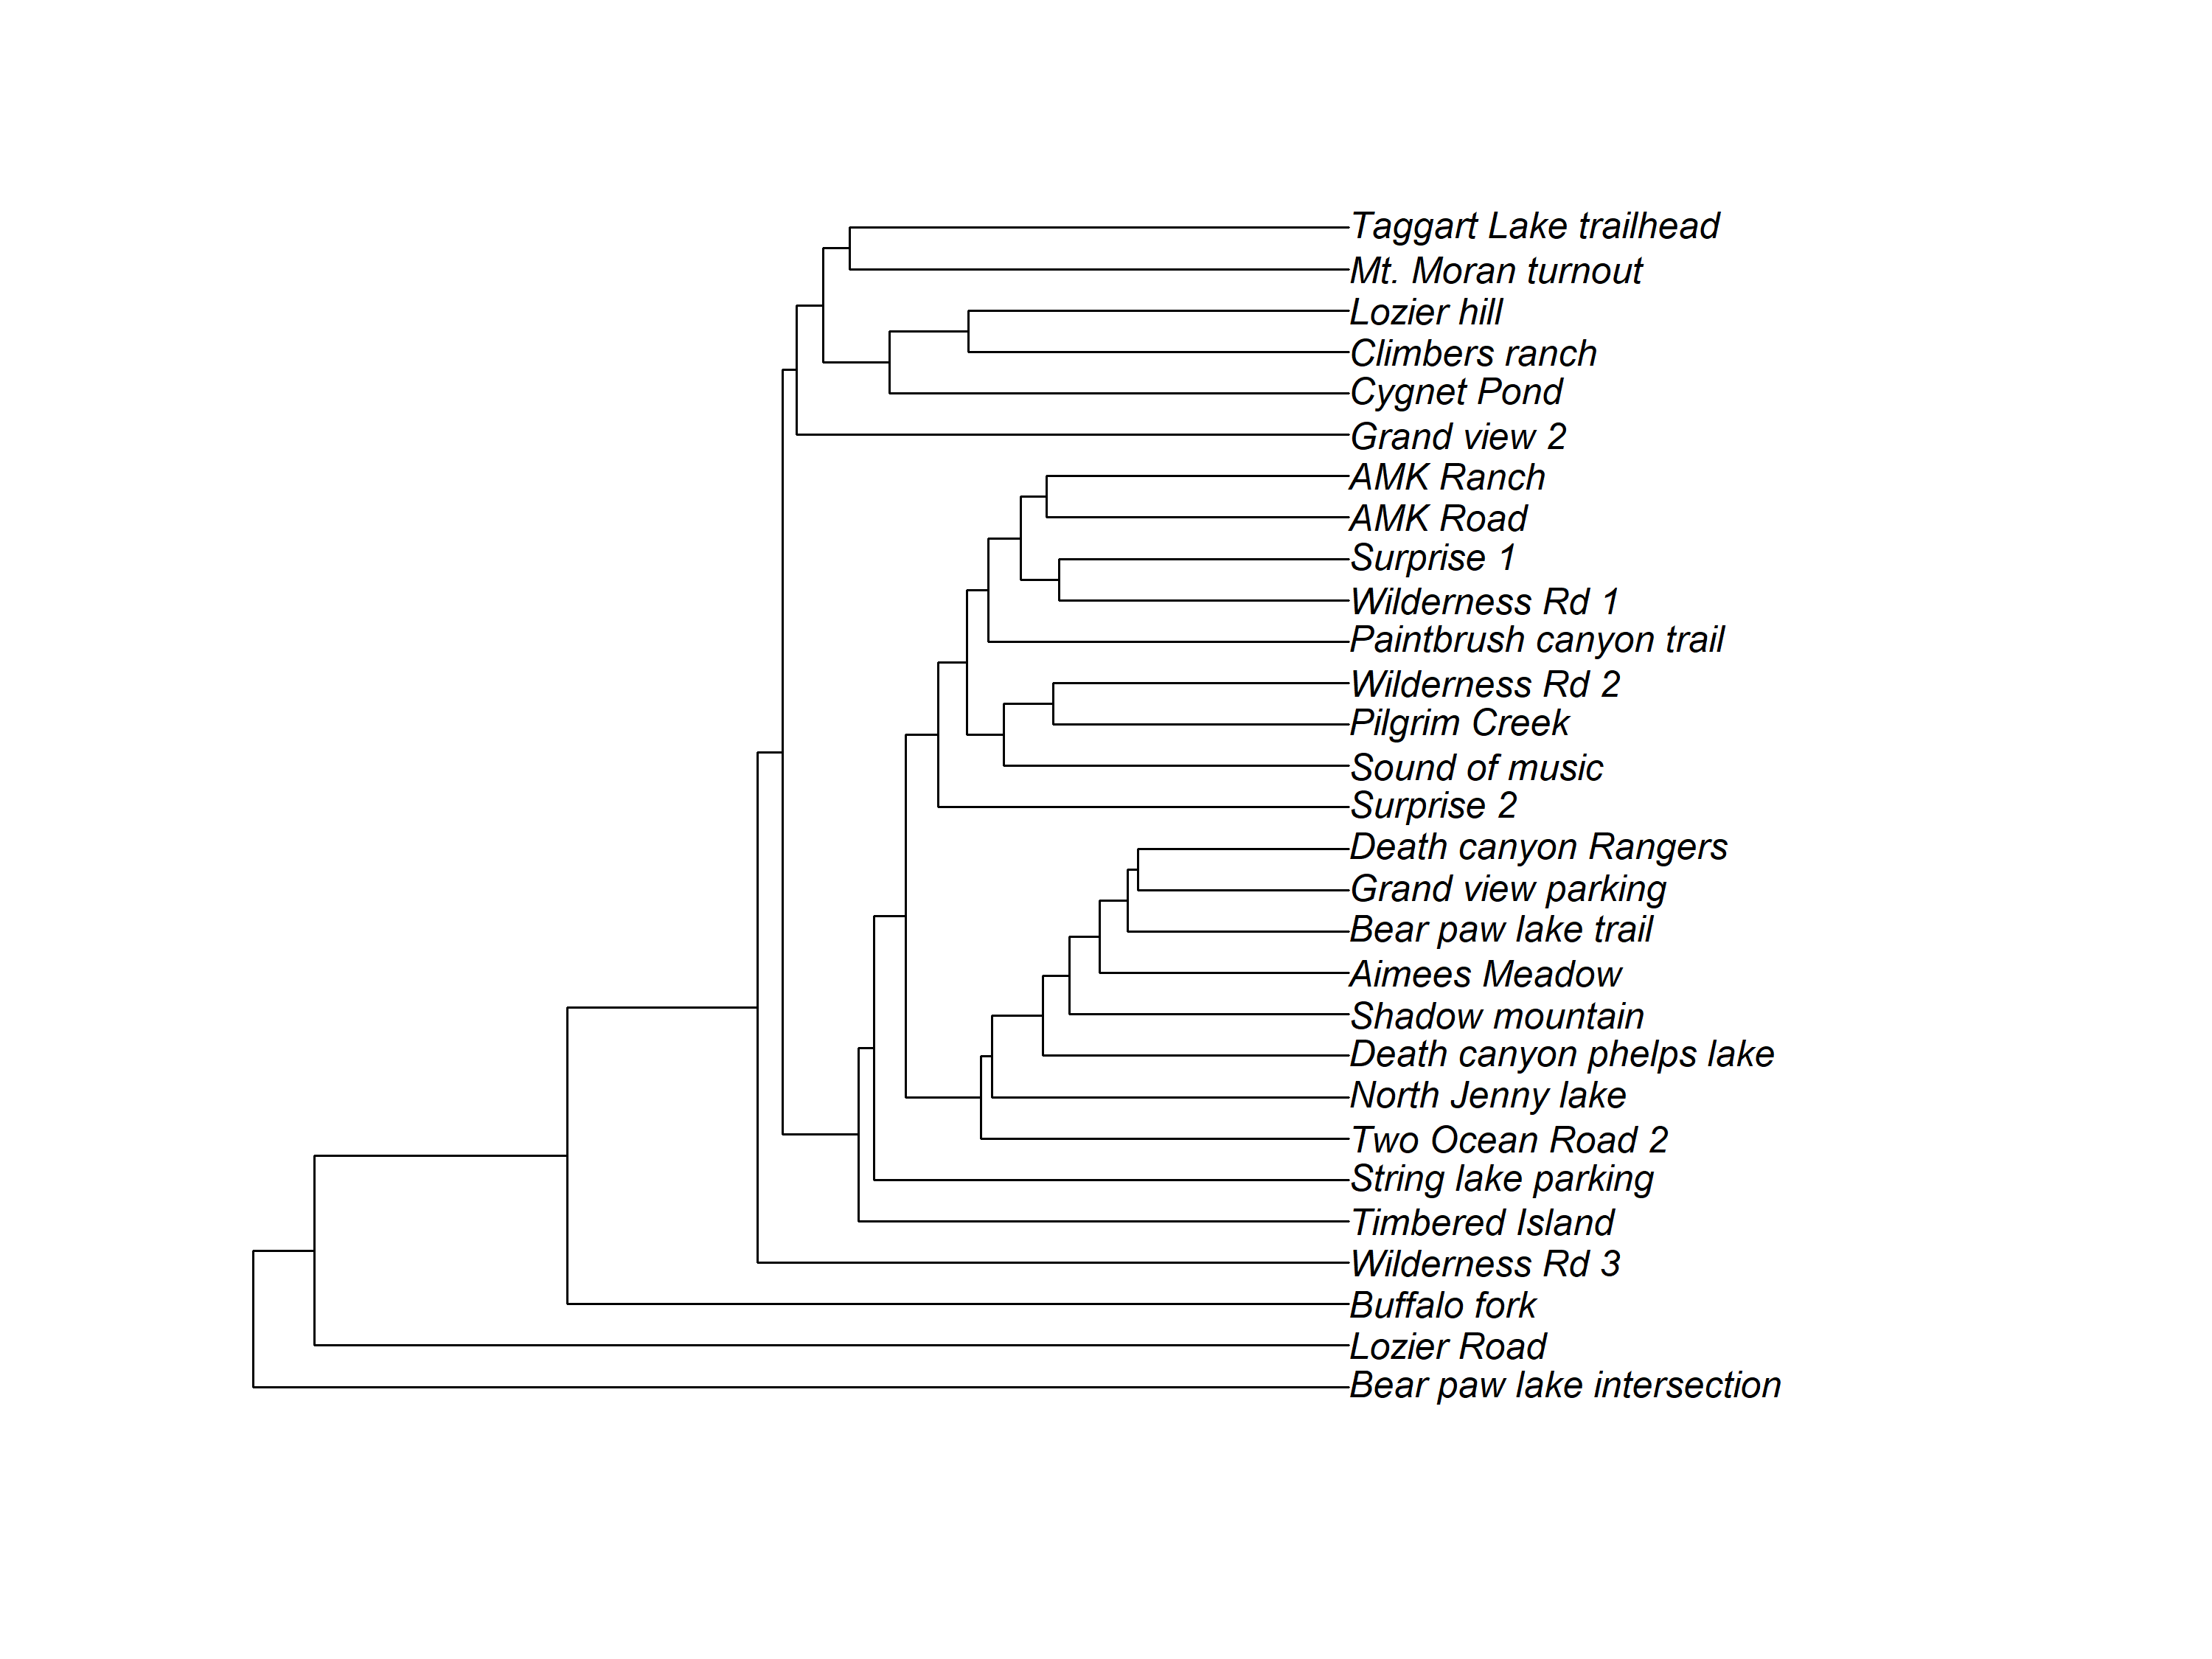 Taggart Lake trailhead
Mt. Moran turnout
Lozier hill
Climbers ranch
Cygnet Pond
Grand view 2
AMK Ranch
AMK Road
Surprise 1
Wilderness Rd 1
Paintbrush canyon trail
Wilderness Rd 2
Pilgrim Creek
Sound of music
Surprise 2
Death canyon Rangers
Grand view parking
Bear paw lake trail
Aimees Meadow
Shadow mountain
Death canyon phelps lake
North Jenny lake
Two Ocean Road 2
String lake parking
Timbered Island
Wilderness Rd 3
Buffalo fork
Lozier Road
Bear paw lake intersection